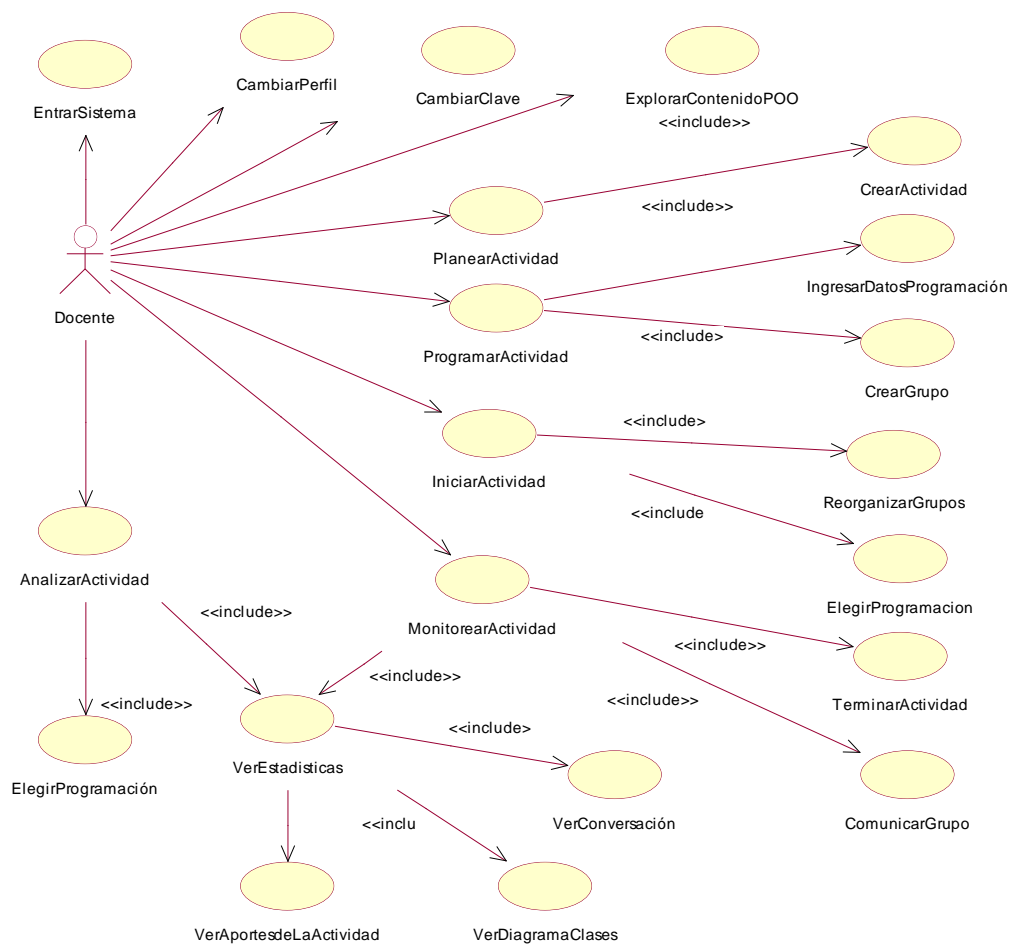 CambiarPerfil
CambiarClave
ExplorarContenidoPOO
EntrarSistema
<<include>>
CrearActividad
<<include>>
PlanearActividad
IngresarDatosProgramación
Docente
ProgramarActividad
<<include>
CrearGrupo
<<include>
IniciarActividad
ReorganizarGrupos
<<include
AnalizarActividad
ElegirProgramacion
<<include>>
MonitorearActividad
<<include>>
<<include>>
TerminarActividad
<<include>>
<<include>>
<<include>
VerEstadisticas
ElegirProgramación
<<inclu
VerConversación
ComunicarGrupo
VerAportesdeLaActividad
VerDiagramaClases